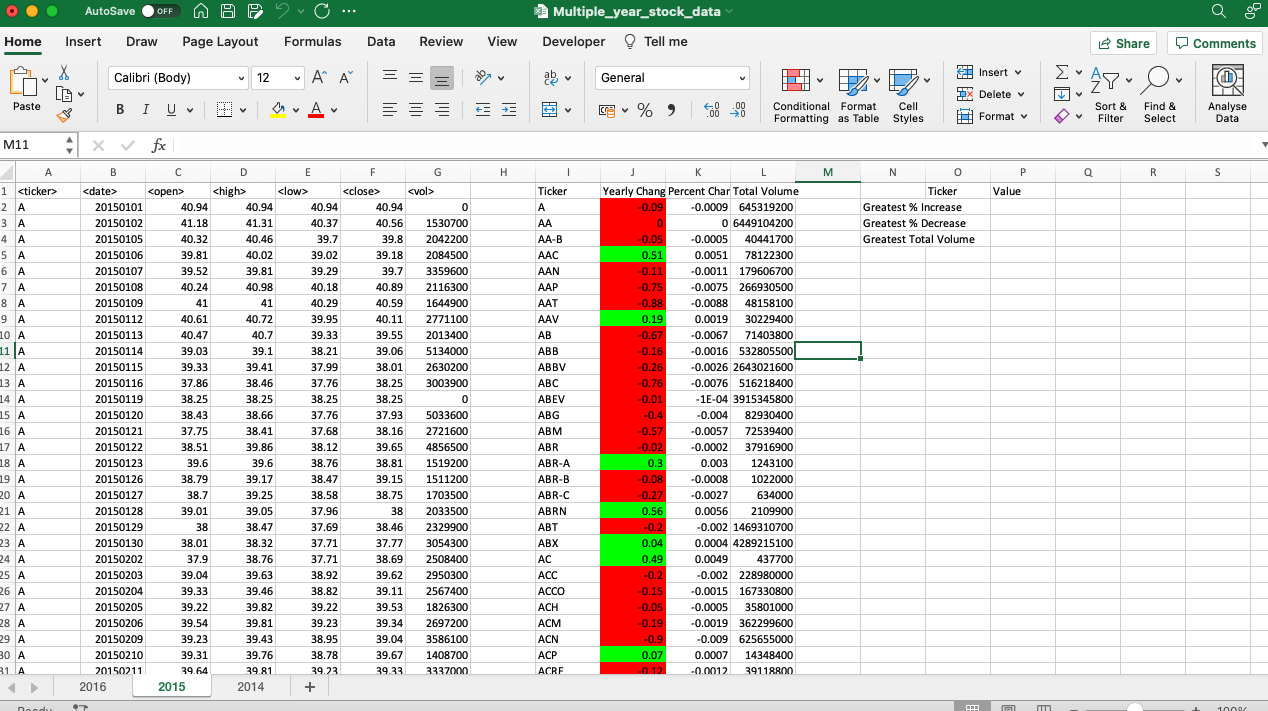 AutoSave OFF Multiple_year_stock_data
Home Insert Draw Page Layout Formulas Data Review View Developer Tell me Share Comments
Paste Calibri (Body) 12 A A General Insert Delete Format
B I U A % Conditional Formatting Format as Table Cell Styles Sort & Filter Find & Select Analyse Data
M11 fx
A B C D E F G H I J K L M N O P Q R S
1 <ticker> <date> <open> <high> <low> <close> <vol> Ticker Yearly Chang Percent Char Total Volume Ticker Value
2 A 20150101 40.94 40.94 40.94 40.94 0 A -0.09 -0.0009 645319200 Greatest % Increase
3 A 20150102 41.18 41.31 40.37 40.56 1530700 AA 0 0 6449104200 Greatest % Decrease
4 A 20150105 40.32 40.46 39.7 39.8 2042200 AA-B -0.05 -0.0005 40441700 Greatest Total Volume
5 A 20150106 39.81 40.02 39.02 39.18 2084500 AAC 0.51 0.0051 78122300
6 A 20150107 39.52 39.81 39.29 39.7 3359600 AAN -0.11 -0.0011 179606700
7 A 20150108 40.24 40.98 40.18 40.89 2116300 AAP -0.75 -0.0075 266930500
8 A 20150109 41 41 40.29 40.59 1644900 AAT -0.88 -0.0088 48158100
9 A 20150112 40.61 40.72 39.95 40.11 2771100 AAV 0.19 0.0019 30229400
10 A 20150113 40.47 40.7 39.33 39.55 2013400 AB -0.67 -0.0067 71403800
11 A 20150114 39.03 39.1 38.21 39.06 5134000 ABB -0.16 -0.0016 532805500
12 A 20150115 39.33 39.41 37.99 38.01 2630200 ABBV -0.26 -0.0026 2643021600
13 A 20150116 37.86 38.46 37.76 38.25 3003900 ABC -0.76 -0.0076 516218400
14 A 20150119 38.25 38.25 38.25 38.25 0 ABEV -0.01 -1E-04 3915345800
15 A 20150120 38.43 38.66 37.76 37.93 5033600 ABG -0.4 -0.004 82930400
16 A 20150121 37.75 38.41 37.68 38.16 2721600 ABM -0.57 -0.0057 72539400
17 A 20150122 38.51 39.86 38.12 39.65 4856500 ABR -0.02 -0.0002 37916900
18 A 20150123 39.6 39.6 38.76 38.81 1519200 ABR-A 0.3 0.003 1243100
19 A 20150126 38.79 39.17 38.47 39.15 1511200 ABR-B -0.08 -0.0008 1022000
20 A 20150127 38.7 39.25 38.58 38.75 1703500 ABR-C -0.27 -0.0027 634000
21 A 20150128 39.01 39.05 37.96 38 2033500 ABRN 0.56 0.0056 2109900
22 A 20150129 38 38.47 37.69 38.46 2329900 ABT -0.2 -0.002 1469310700
23 A 20150130 38.01 38.32 37.71 37.77 3054300 ABX 0.04 0.0004 4289215100
24 A 20150202 37.9 38.76 37.71 38.69 2508400 AC 0.49 0.0049 437700
25 A 20150203 39.04 39.63 38.92 39.62 2950300 ACC -0.2 -0.002 228980000
26 A 20150204 39.33 39.46 38.82 39.11 2567400 ACCO -0.15 -0.0015 167330800
27 A 20150205 39.22 39.82 39.22 39.53 1826300 ACH -0.05 -0.0005 35801000
28 A 20150206 39.54 39.81 39.23 39.34 2697200 ACM -0.19 -0.0019 362299600
29 A 20150209 39.23 39.43 38.95 39.04 3586100 ACN -0.9 -0.009 625655000
30 A 20150210 39.31 39.76 38.78 39.67 1408700 ACP 0.07 0.0007 14348400
31 A 20150211 39.64 39.81 39.23 39.33 3337000 ACRE -0.12 -0.0012 39118800
2016 2015 2014 +
Ready 100%